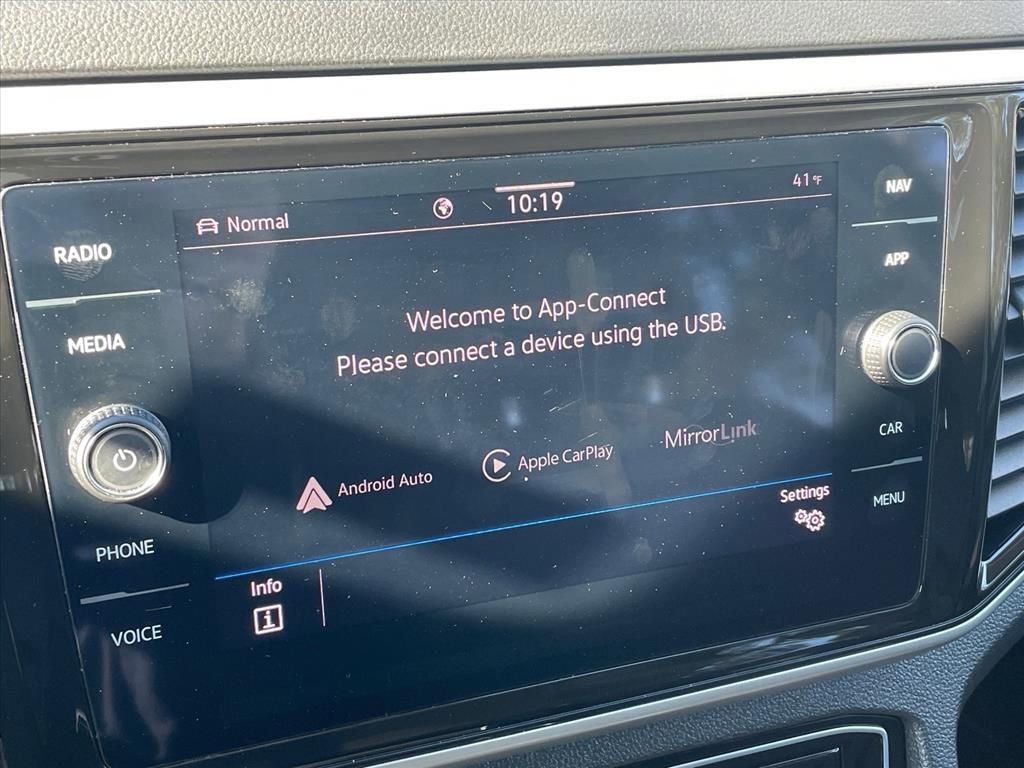 RADIO
MEDIA
PHONE
VOICE
Normal
10:19
41°F
Welcome to App-Connect
Please connect a device using the USB.
Android Auto
Apple CarPlay
MirrorLink
Settings
Info
i
NAV
APP
CAR
MENU